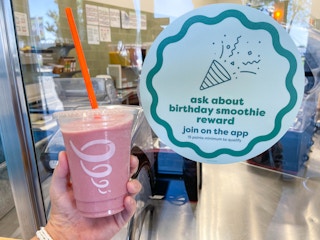 ask about
birthday smoothie
reward
join on the app